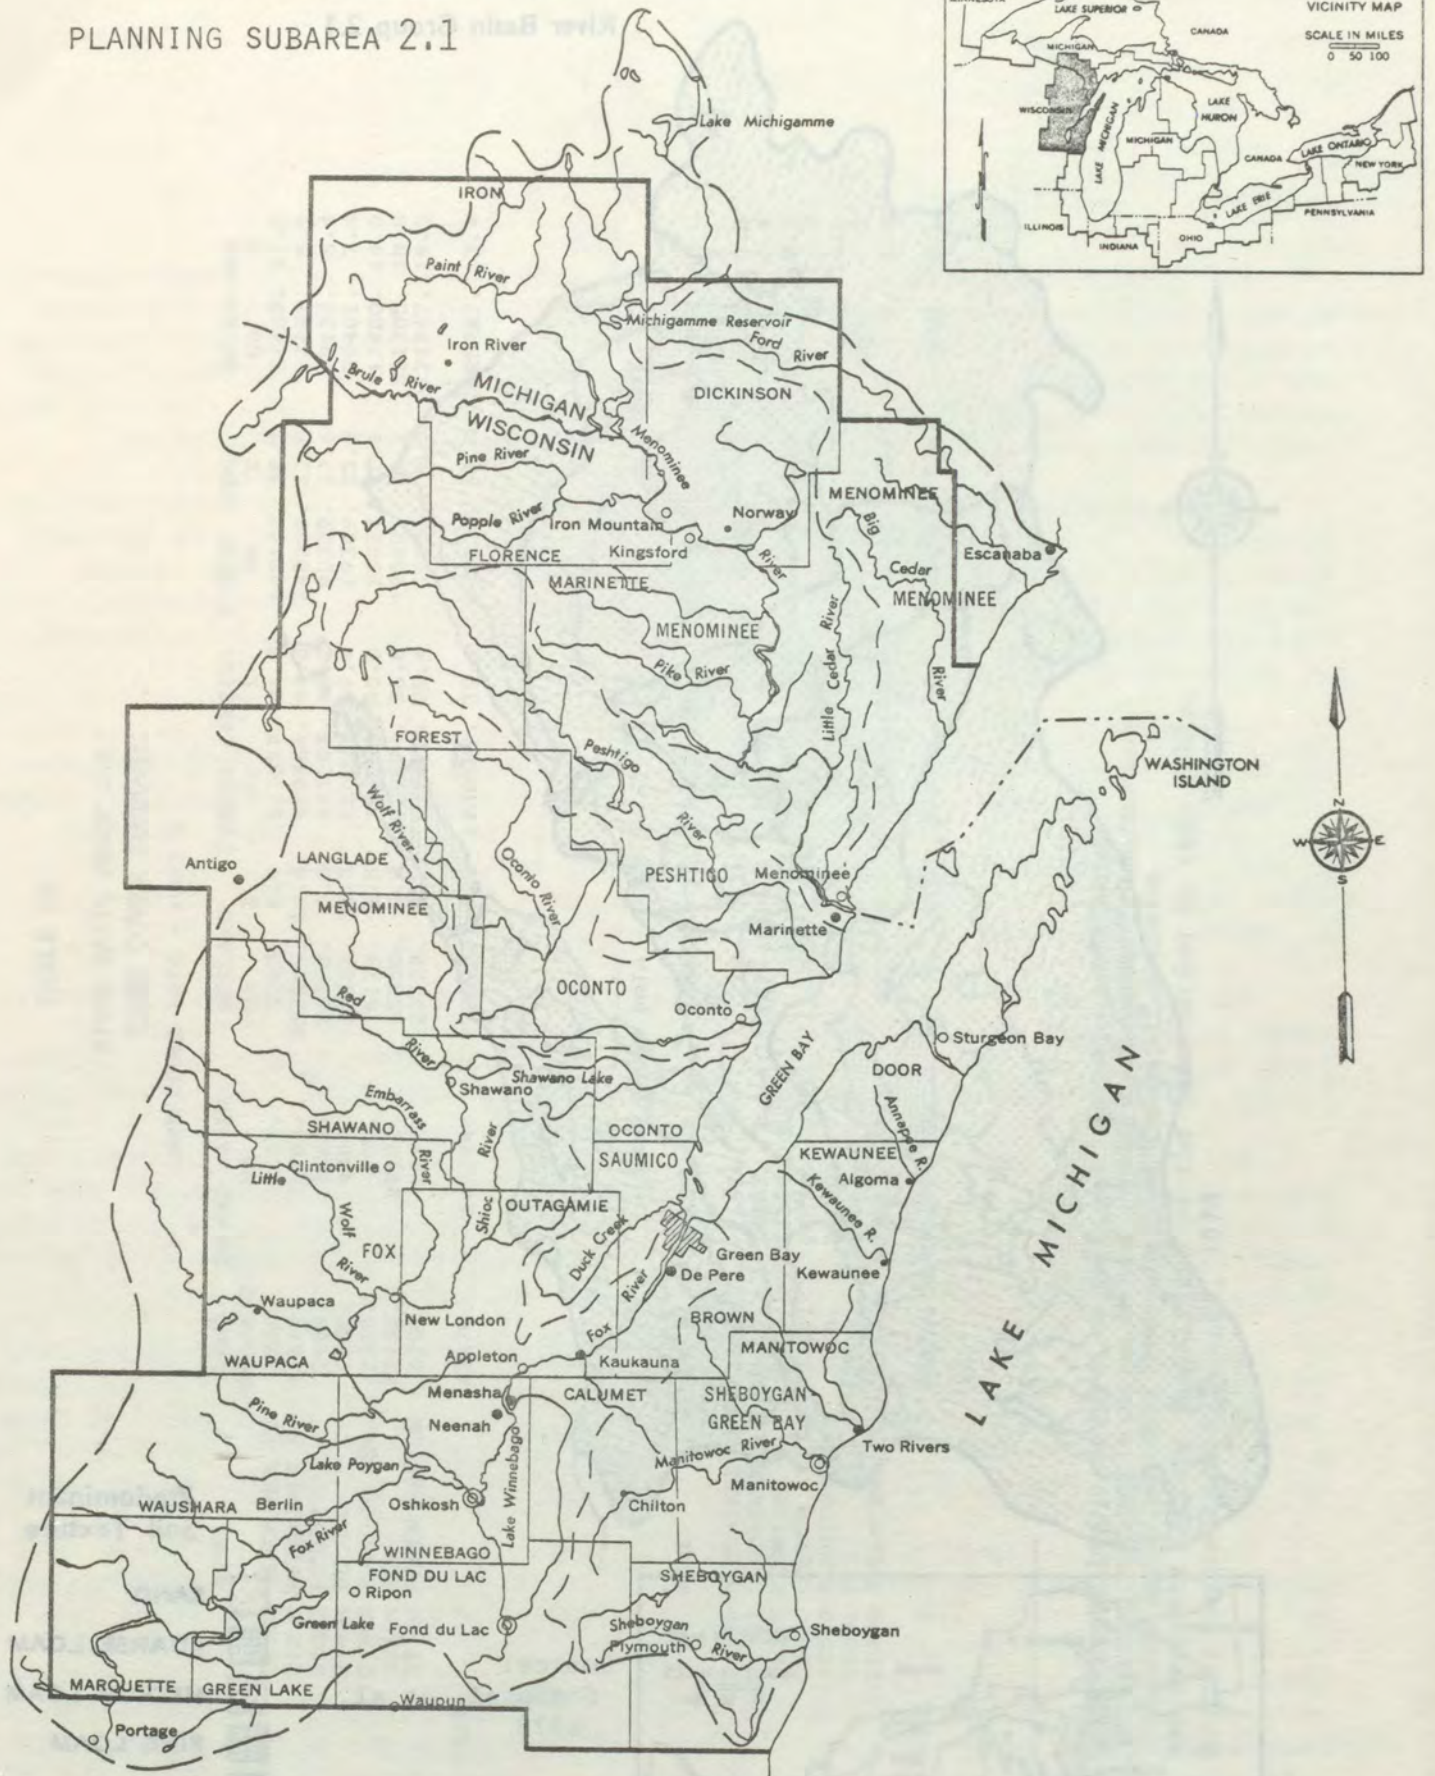 PLANNING SUBAREA 2.1
LAKE SUPERIOR
CANADA
VICINITY MAP
SCALE IN MILES
0 50 100
MICHIGAN
WISCONSIN
LAKE MICHIGAN
MICHIGAN
LAKE HURON
CANADA
LAKE ONTARIO
NEW YORK
LAKE ERIE
PENNSYLVANIA
ILLINOIS
INDIANA
OHIO
River Basin Group
Lake Michigamme
IRON
Paint River
Michigamme Reservoir
Ford River
Iron River
Brule River
MICHIGAN
DICKINSON
WISCONSIN
Menominee
Pine River
MENOMINEE
Popple River
Iron Mountain
Norway
Big
FLORENCE
Kingsford
River
Cedar
Escanaba
MARINETTE
MENOMINEE
MENOMINEE
Little Cedar River
Pike River
River
FOREST
Peshtigo
River
WASHINGTON
ISLAND
N
W E
S
Wolf River
Antigo
LANGLADE
Oconto River
PESHTIGO
Menominee
MENOMINEE
Marinette
Red
River
OCONTO
Oconto
Sturgeon Bay
GREEN BAY
DOOR
Shawano Lake
Shawano
Embarrass
River
SHAWANO
River
OCONTO
Annapee R.
KEWAUNEE
SAUMICO
Clintonville
Little
Wolf
River
Algoma
Kewaunee R.
Shioc
OUTAGAMIE
Duck Creek
FOX
Green Bay
De Pere
Kewaunee
River
Fox
Waupaca
New London
BROWN
MANITOWOC
WAUPACA
Appleton
Kaukauna
LAKE MICHIGAN
Menasha
CALUMET
SHEBOYGAN
Neenah
GREEN BAY
Pine River
Lake Winnebago
Manitowoc River
Two Rivers
Lake Poygan
Manitowoc
WAUSHARA
Berlin
Oshkosh
Chilton
Fox River
WINNEBAGO
FOND DU LAC
SHEBOYGAN
Ripon
Green Lake
Fond du Lac
Sheboygan
River
Plymouth
Sheboygan
MARQUETTE
GREEN LAKE
Waupun
Portage